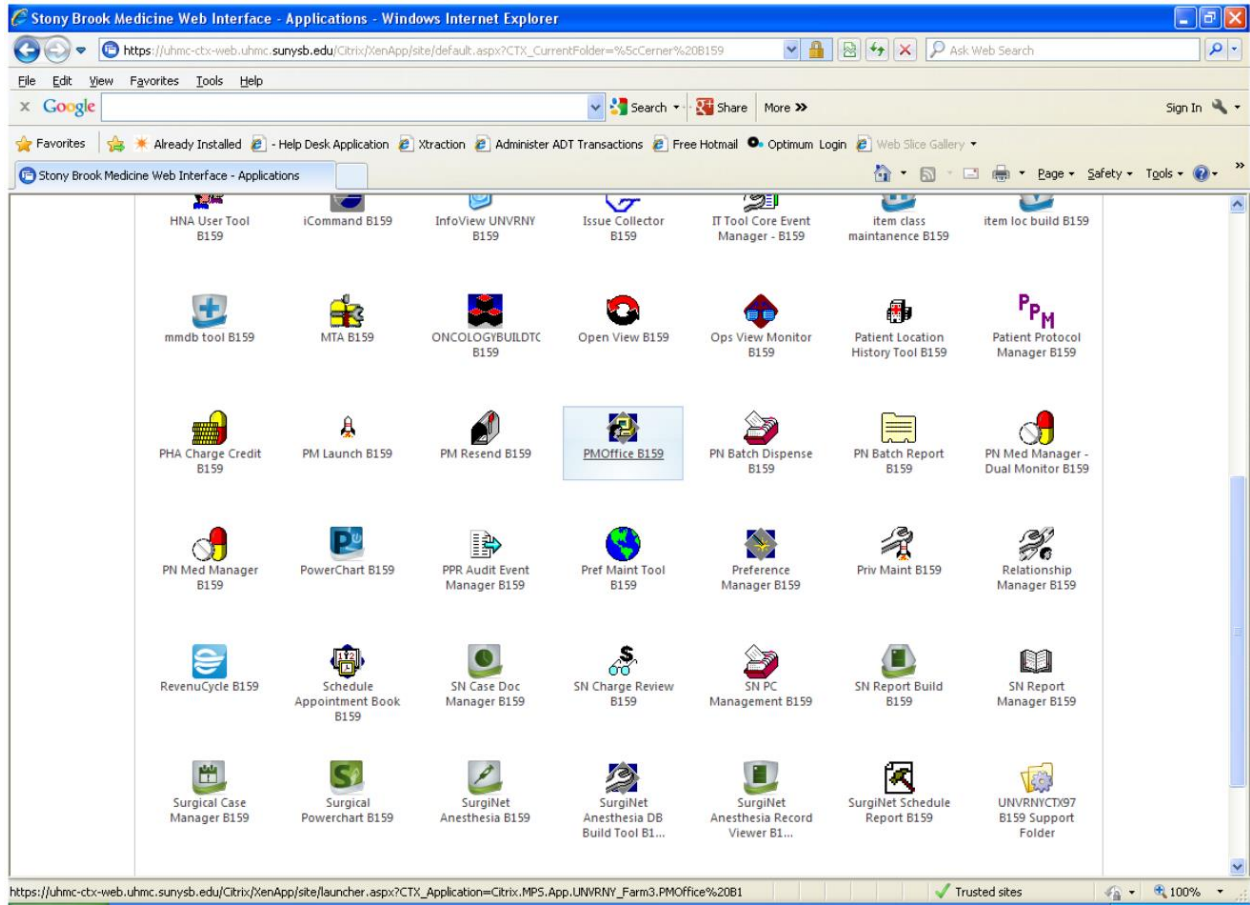 Stony Brook Medicine Web Interface - Applications - Windows Internet Explorer
https://uhmc-ctx-web.uhmc.sunysb.edu/Citrix/XenApp/site/default.aspx?CTX_CurrentFolder=%5cCerner%20B159
Ask Web Search
File Edit View Favorites Tools Help
x Google Search Share More >> Sign In
Favorites Already Installed - Help Desk Application Xtraction Administer ADT Transactions Free Hotmail Optimum Login Web Slice Gallery
Stony Brook Medicine Web Interface - Applications Page Safety Tools >>
HNA User Tool iCommand B159 InfoView UNVRNY Issue Collector IT Tool Core Event item class item loc build B159
B159 B159 B159 Manager - B159 maintanence B159
PPM
mmdb tool B159 MTA B159 ONCOLOGYBUILDTC Open View B159 Ops View Monitor Patient Location Patient Protocol
B159 B159 History Tool B159 Manager B159
PHA Charge Credit PM Launch B159 PM Resend B159 PMOffice B159 PN Batch Dispense PN Batch Report PN Med Manager -
B159 B159 B159 Dual Monitor B159
PN Med Manager PowerChart B159 PPR Audit Event Pref Maint Tool Preference Priv Maint B159 Relationship
B159 Manager B159 B159 Manager B159 Manager B159
RevenuCycle B159 Schedule SN Case Doc SN Charge Review SN PC SN Report Build SN Report
Appointment Book Manager B159 B159 Management B159 B159 Manager B159
B159
Surgical Case Surgical SurgiNet SurgiNet SurgiNet SurgiNet Schedule UNVRNYCTX97
Manager B159 Powerchart B159 Anesthesia B159 Anesthesia DB Anesthesia Record Report B159 B159 Support
Build Tool B1... Viewer B1... Folder
https://uhmc-ctx-web.uhmc.sunysb.edu/Citrix/XenApp/site/launcher.aspx?CTX_Application=Citrix.MPS.App.UNVRNY_Farm3.PMOffice%20B1 Trusted sites 100%